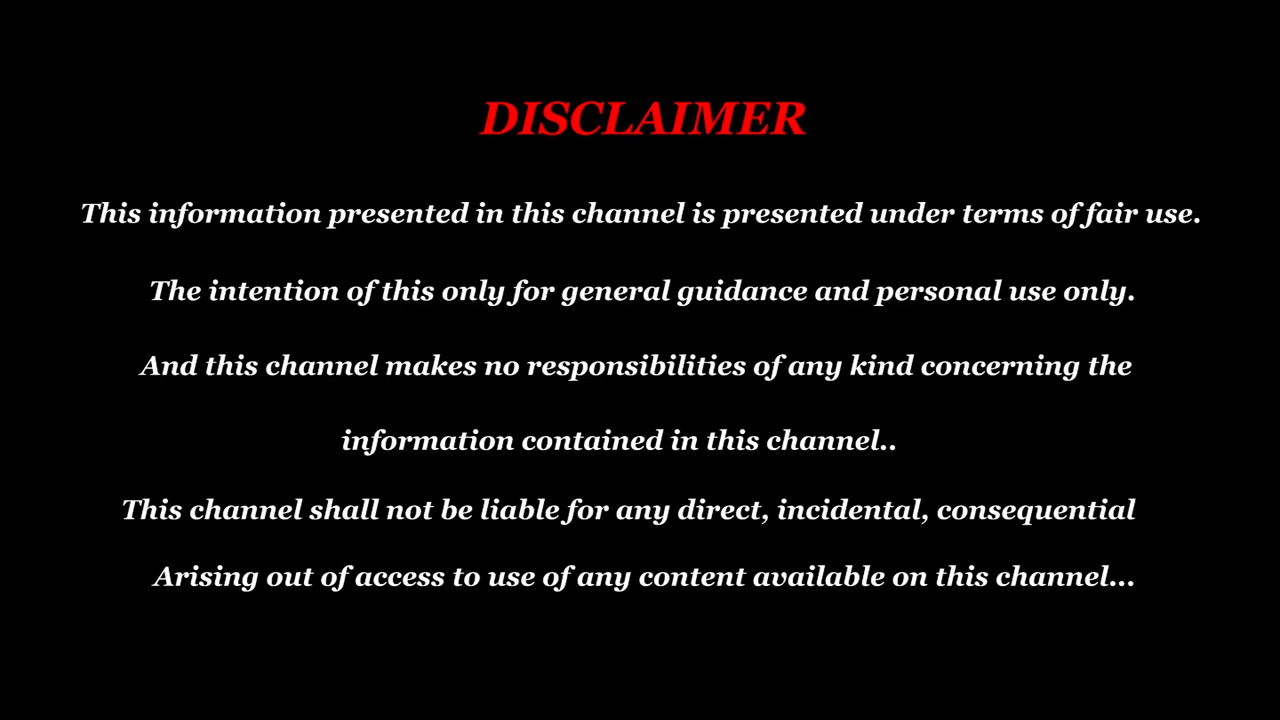 DISCLAIMER
This information presented in this channel is presented under terms of fair use.
The intention of this only for general guidance and personal use only.
And this channel makes no responsibilities of any kind concerning the
information contained in this channel..
This channel shall not be liable for any direct, incidental, consequential
Arising out of access to use of any content available on this channel...